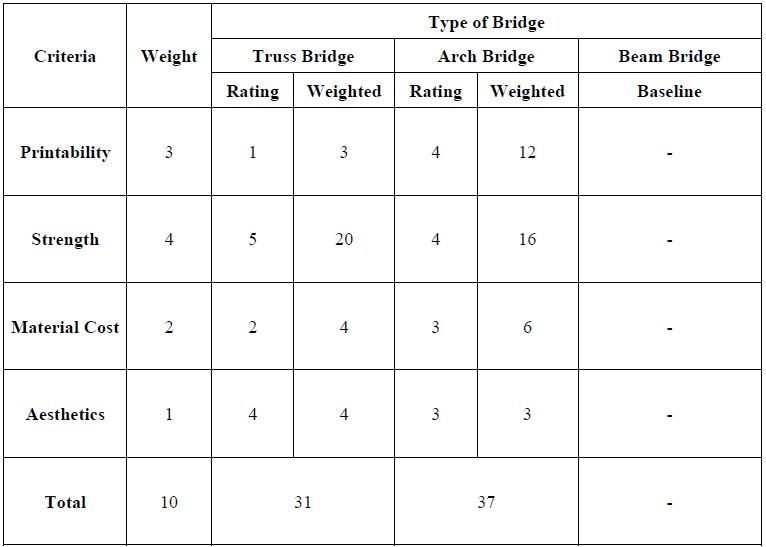 Type of Bridge
Criteria Weight Truss Bridge Arch Bridge Beam Bridge
Rating Weighted Rating Weighted Baseline
Printability 3 1 3 4 12 -
Strength 4 5 20 4 16 -
Material Cost 2 2 4 3 6 -
Aesthetics 1 4 4 3 3 -
Total 10 31 37 -